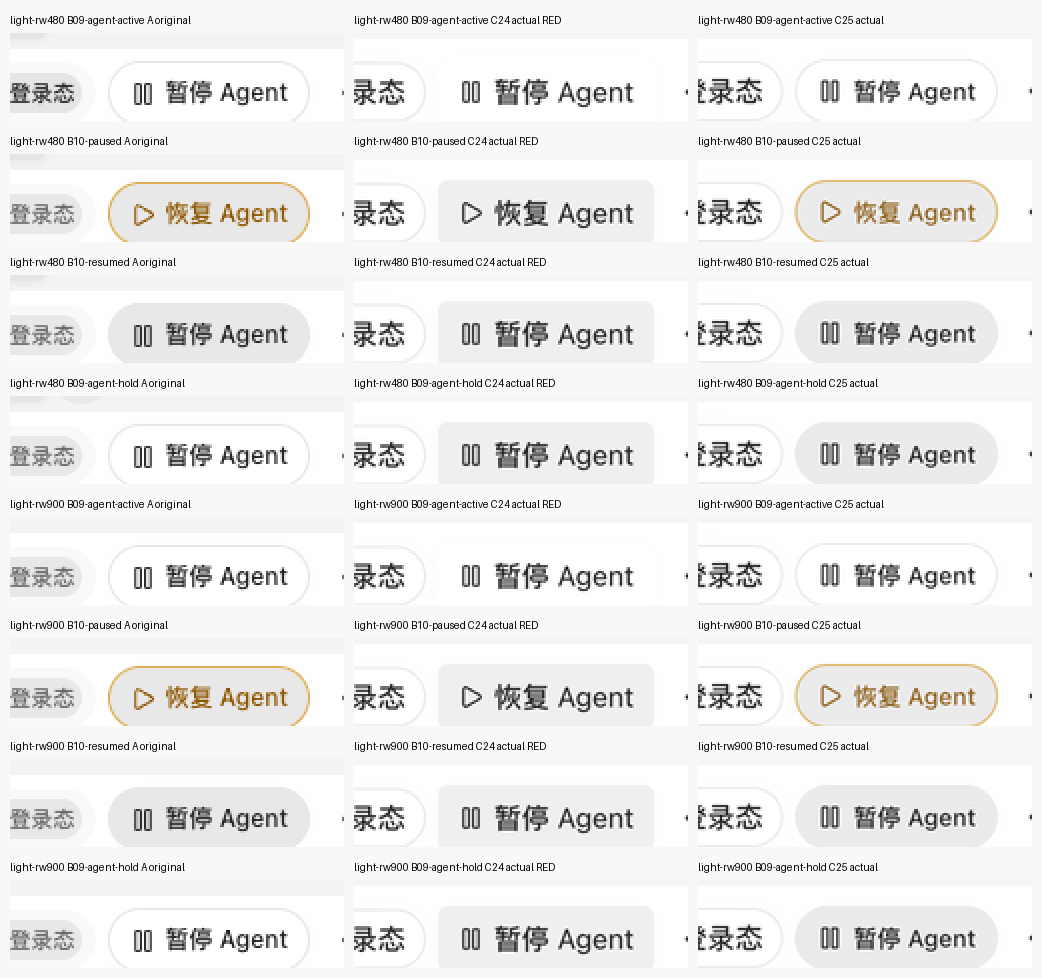 light-rw480 B09-agent-active A original light-rw480 B09-agent-active C24 actual RED light-rw480 B09-agent-active C25 actual
登录态 暂停 Agent 录态 暂停 Agent 登录态 暂停 Agent
light-rw480 B10-paused A original light-rw480 B10-paused C24 actual RED light-rw480 B10-paused C25 actual
登录态 恢复 Agent 录态 恢复 Agent 登录态 恢复 Agent
light-rw480 B10-resumed A original light-rw480 B10-resumed C24 actual RED light-rw480 B10-resumed C25 actual
登录态 暂停 Agent 录态 暂停 Agent 登录态 暂停 Agent
light-rw480 B09-agent-hold A original light-rw480 B09-agent-hold C24 actual RED light-rw480 B09-agent-hold C25 actual
登录态 暂停 Agent 录态 暂停 Agent 登录态 暂停 Agent
light-rw900 B09-agent-active A original light-rw900 B09-agent-active C24 actual RED light-rw900 B09-agent-active C25 actual
登录态 暂停 Agent 录态 暂停 Agent 登录态 暂停 Agent
light-rw900 B10-paused A original light-rw900 B10-paused C24 actual RED light-rw900 B10-paused C25 actual
登录态 恢复 Agent 录态 恢复 Agent 登录态 恢复 Agent
light-rw900 B10-resumed A original light-rw900 B10-resumed C24 actual RED light-rw900 B10-resumed C25 actual
登录态 暂停 Agent 录态 暂停 Agent 登录态 暂停 Agent
light-rw900 B09-agent-hold A original light-rw900 B09-agent-hold C24 actual RED light-rw900 B09-agent-hold C25 actual
登录态 暂停 Agent 录态 暂停 Agent 登录态 暂停 Agent